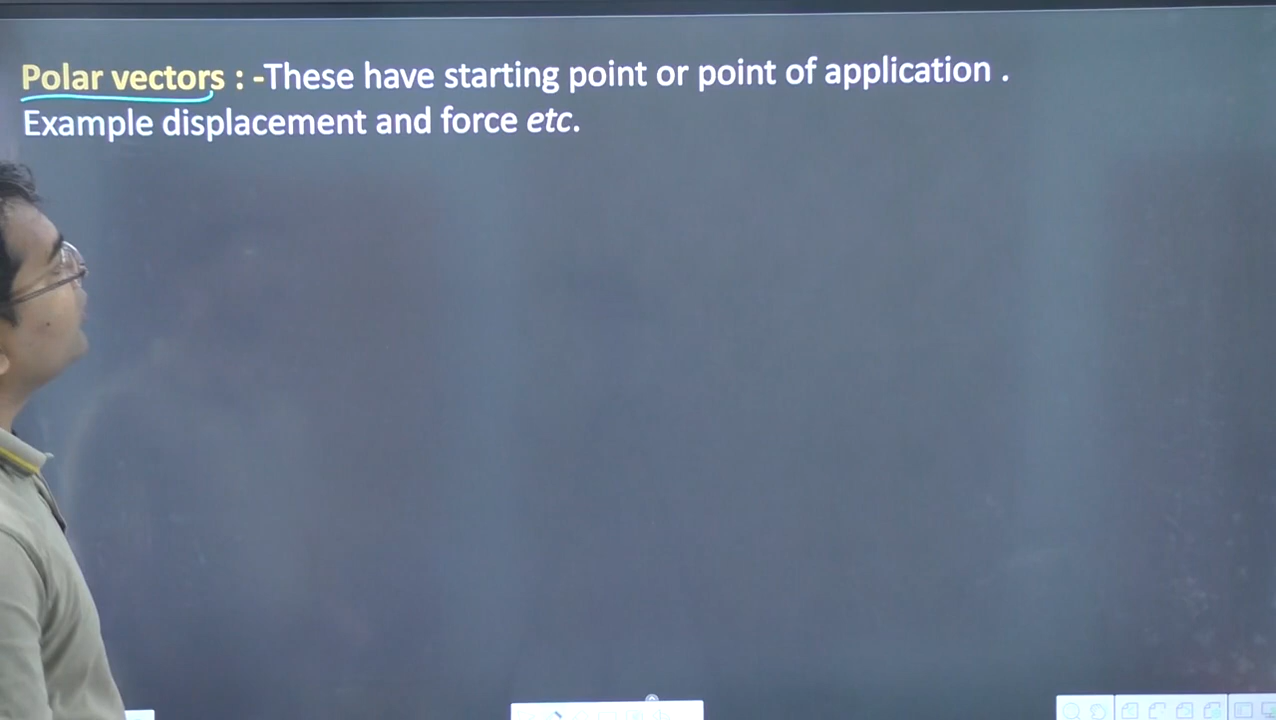 Polar vectors : -These have starting point or point of application .
Example displacement and force etc.